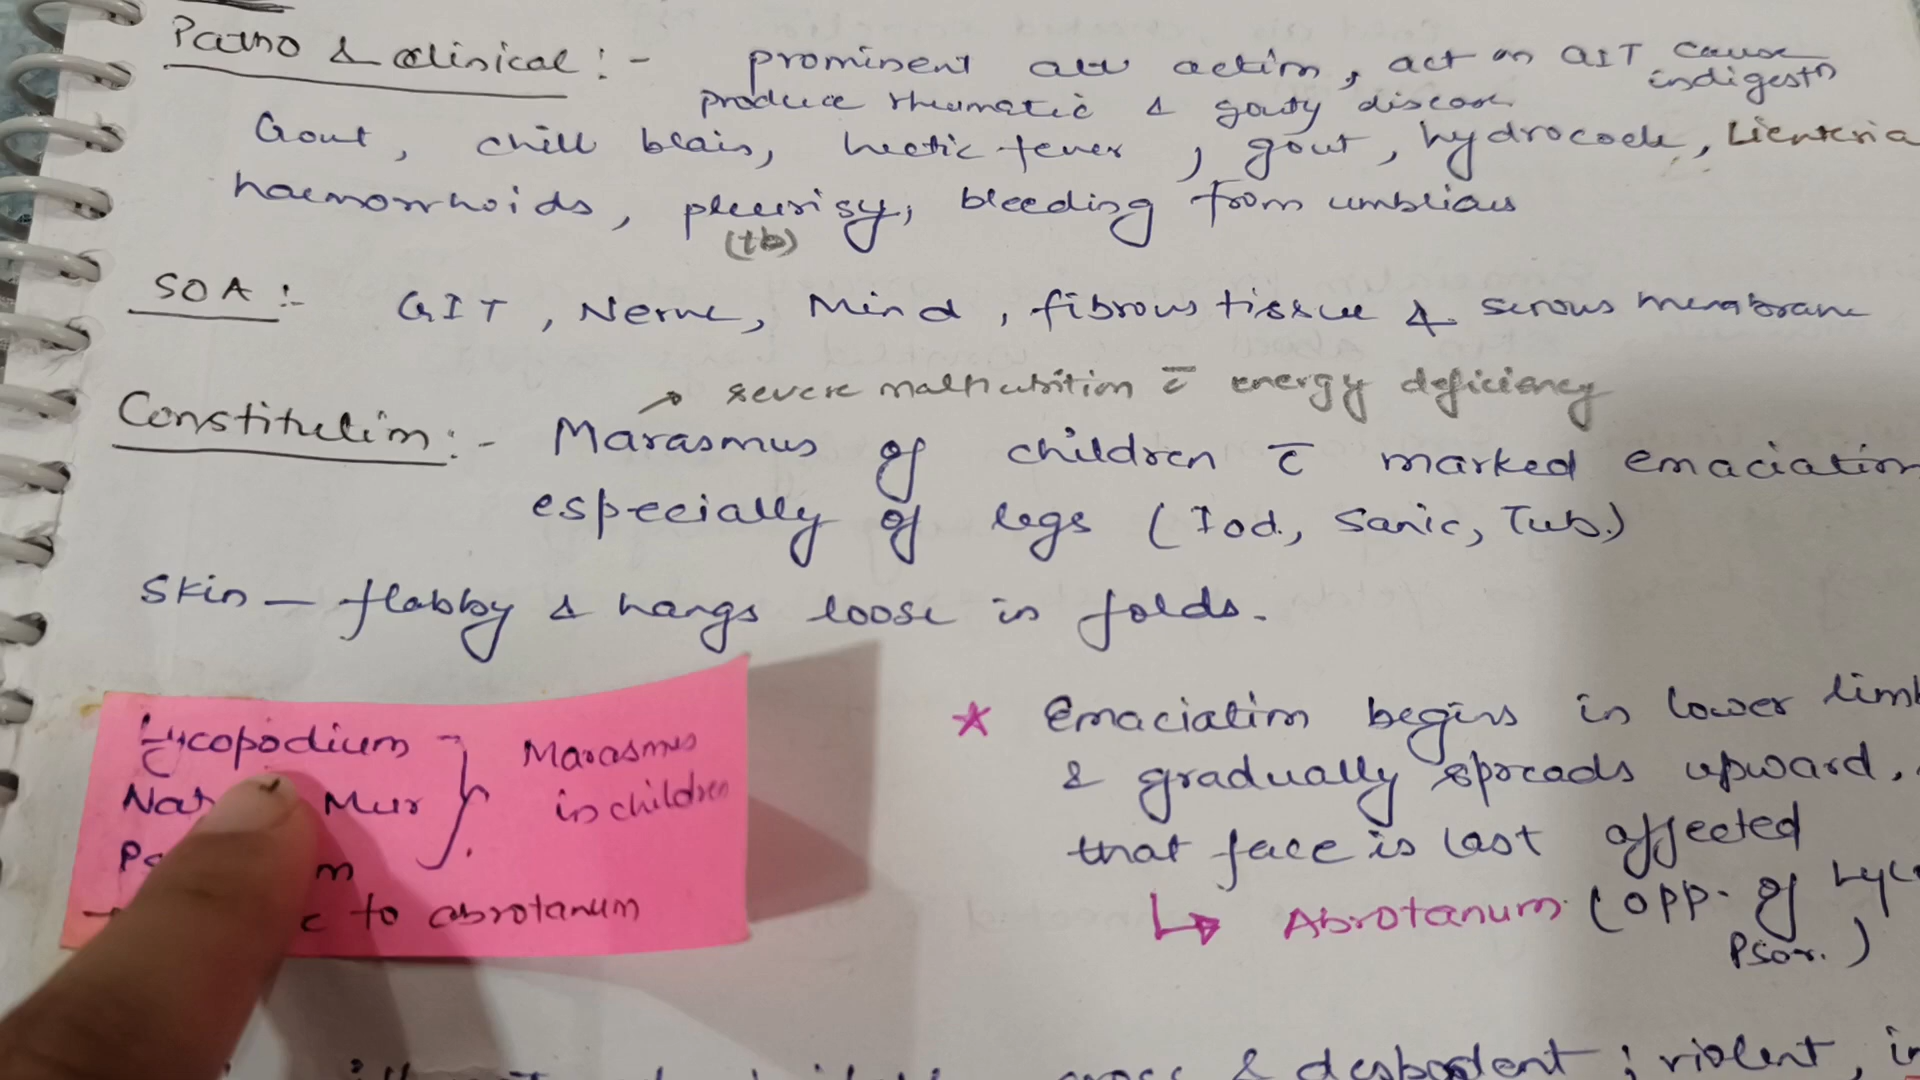 Patho & clinical :- prominent action, act on GIT cause indigestn
produce rheumatic & gouty disease
Gout, chill blain, hectic fever, gout, hydrocoele, Lienteria
haemorrhoids, pleurisy, bleeding from umblicus
(tb)
SOA :- GIT, Nerve, Mind, fibrous tissue & serous membrane
→ severe malnutrition c̄ energy deficiency
Constitution :- Marasmus of children c̄ marked emaciation
especially of legs (Iod, Sanic, Tub.)
Skin — flabby & hangs loose in folds.
Lycopodium
Nat Mur
to abrotanum
Marasmus
in children
* Emaciation begins in lower limb
& gradually spreads upward,
that face is last affected
↳ Abrotanum (opp. of Lyc
Psor.)
& despondent ; violent,